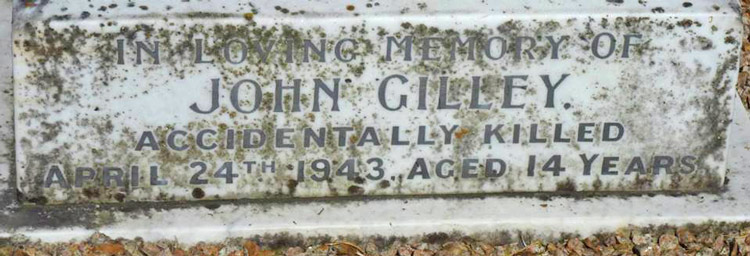 IN LOVING MEMORY OF
JOHN GILLEY.
ACCIDENTALLY KILLED
APRIL 24TH 1943. AGED 14 YEARS